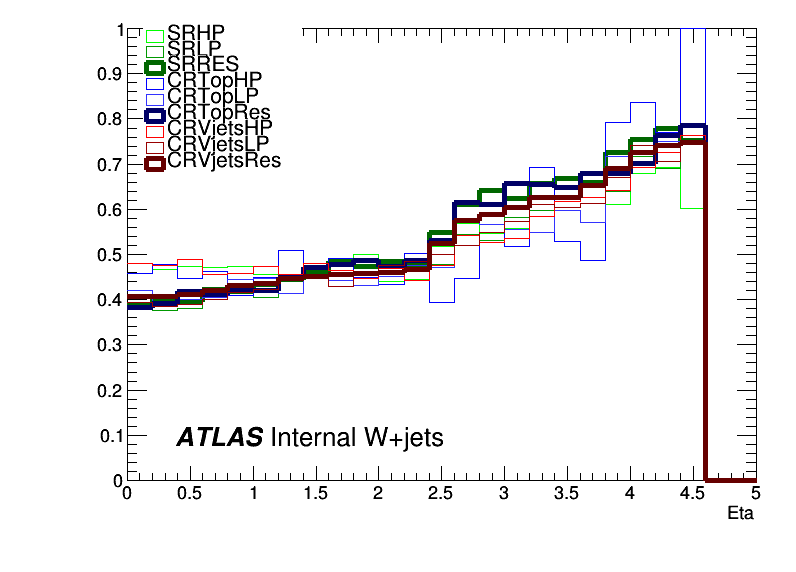 1
0.9
0.8
0.7
0.6
0.5
0.4
0.3
0.2
0.1
0
SRHP
SRLP
SRRES
CRTopHP
CRTopLP
CRTopRes
CRVjetsHP
CRVjetsLP
CRVjetsRes
ATLAS Internal W+jets
0 0.5 1 1.5 2 2.5 3 3.5 4 4.5 5
Eta